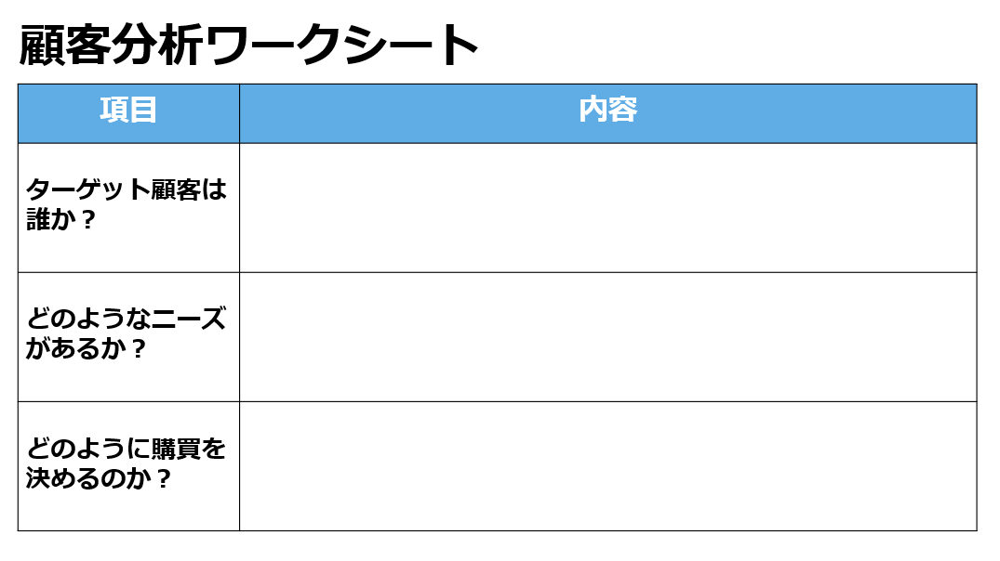 顧客分析ワークシート
項目
内容
ターゲット顧客は
誰か？
どのようなニーズ
があるか？
どのように購買を
決めるのか？